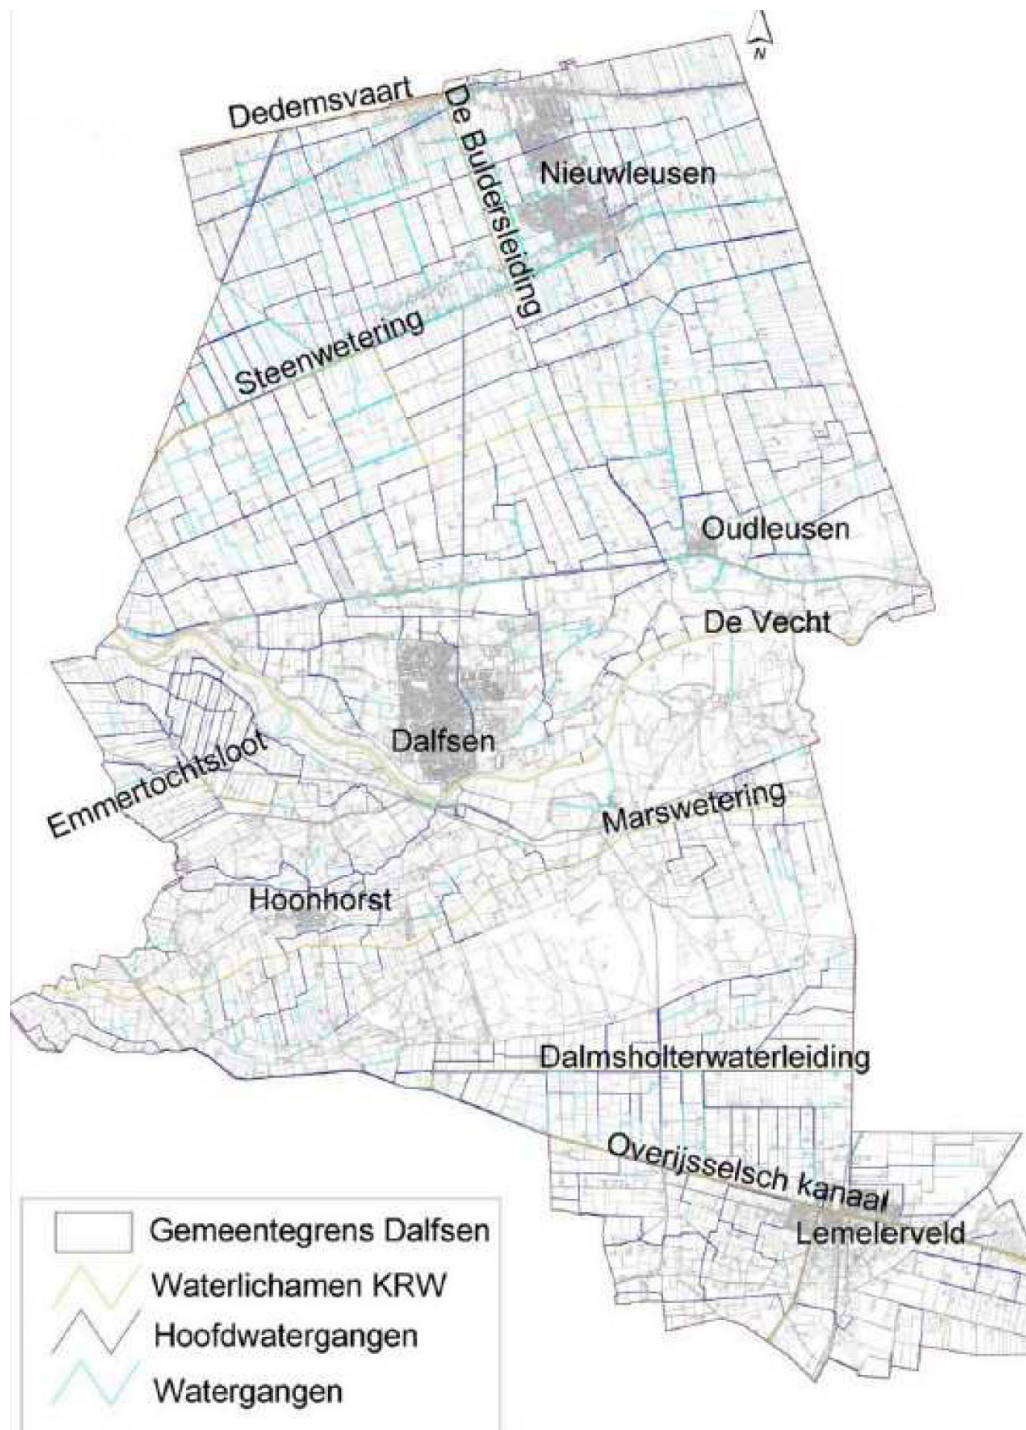 N
Dedemsvaart
De Buldersleiding
Nieuwleusen
Steenwetering
Oudleusen
De Vecht
Dalfsen
Emmertochtsloot
Marswetering
Hoonhorst
Dalmsholterwaterleiding
Overijsselsch kanaal
Lemelerveld
Gemeentegrens Dalfsen
Waterlichamen KRW
Hoofdwatergangen
Watergangen